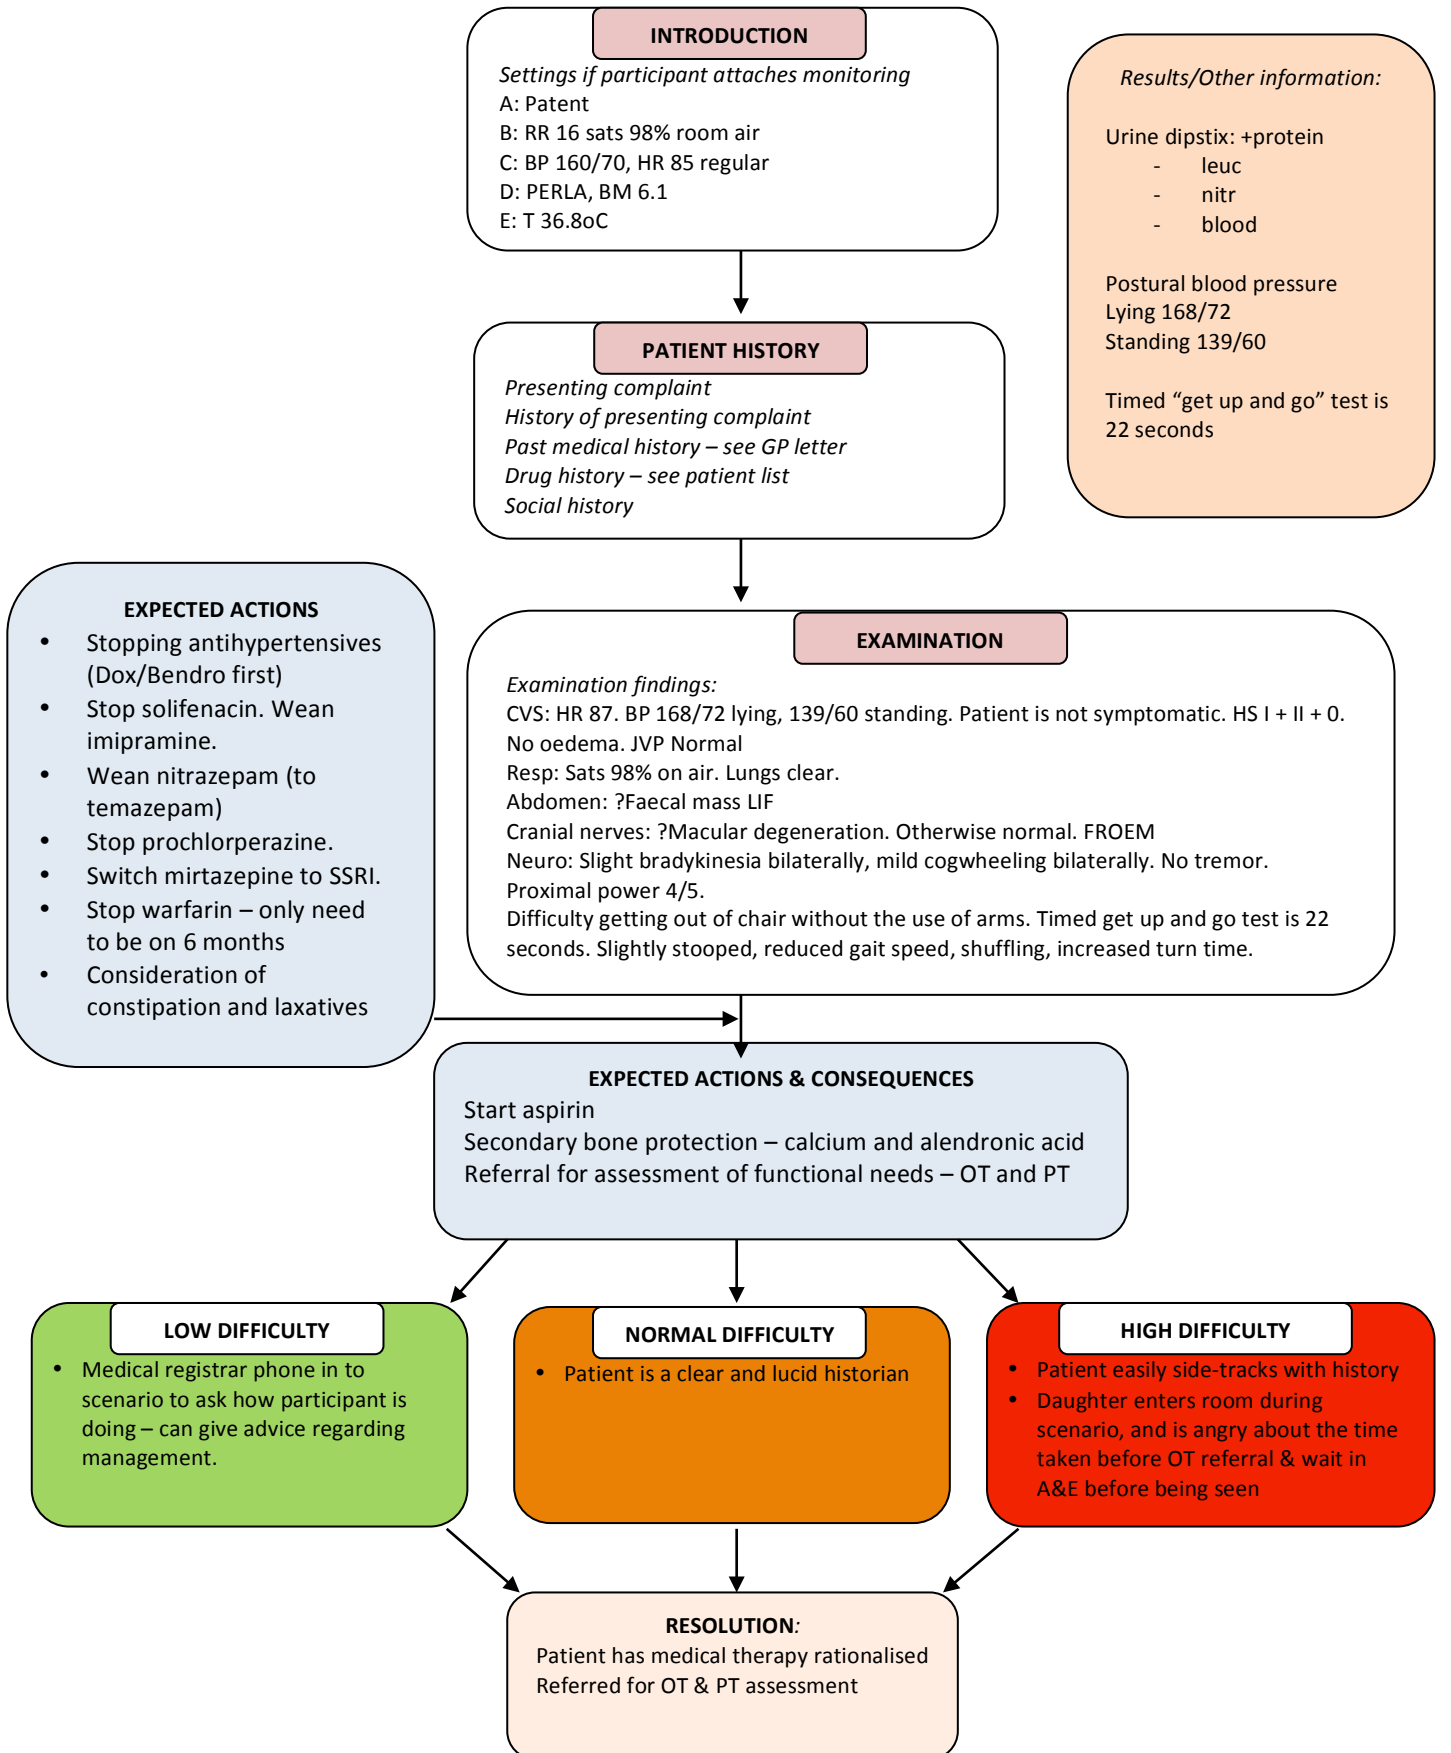 INTRODUCTION
Settings if participant attaches monitoring
A: Patent
B: RR 16 sats 98% room air
C: BP 160/70, HR 85 regular
D: PERLA, BM 6.1
E: T 36.8oC
Results/Other information:
Urine dipstix: +protein
- leuc
- nitr
- blood
Postural blood pressure
Lying 168/72
Standing 139/60
Timed “get up and go” test is
22 seconds
PATIENT HISTORY
Presenting complaint
History of presenting complaint
Past medical history – see GP letter
Drug history – see patient list
Social history
EXPECTED ACTIONS
• Stopping antihypertensives
(Dox/Bendro first)
• Stop solifenacin. Wean
imipramine.
• Wean nitrazepam (to
temazepam)
• Stop prochlorperazine.
• Switch mirtazepine to SSRI.
• Stop warfarin – only need
to be on 6 months
• Consideration of
constipation and laxatives
EXAMINATION
Examination findings:
CVS: HR 87. BP 168/72 lying, 139/60 standing. Patient is not symptomatic. HS I + II + 0.
No oedema. JVP Normal
Resp: Sats 98% on air. Lungs clear.
Abdomen: ?Faecal mass LIF
Cranial nerves: ?Macular degeneration. Otherwise normal. FROEM
Neuro: Slight bradykinesia bilaterally, mild cogwheeling bilaterally. No tremor.
Proximal power 4/5.
Difficulty getting out of chair without the use of arms. Timed get up and go test is 22
seconds. Slightly stooped, reduced gait speed, shuffling, increased turn time.
EXPECTED ACTIONS & CONSEQUENCES
Start aspirin
Secondary bone protection – calcium and alendronic acid
Referral for assessment of functional needs – OT and PT
LOW DIFFICULTY
• Medical registrar phone in to
scenario to ask how participant is
doing – can give advice regarding
management.
NORMAL DIFFICULTY
• Patient is a clear and lucid historian
HIGH DIFFICULTY
• Patient easily side-tracks with history
• Daughter enters room during
scenario, and is angry about the time
taken before OT referral & wait in
A&E before being seen
RESOLUTION:
Patient has medical therapy rationalised
Referred for OT & PT assessment